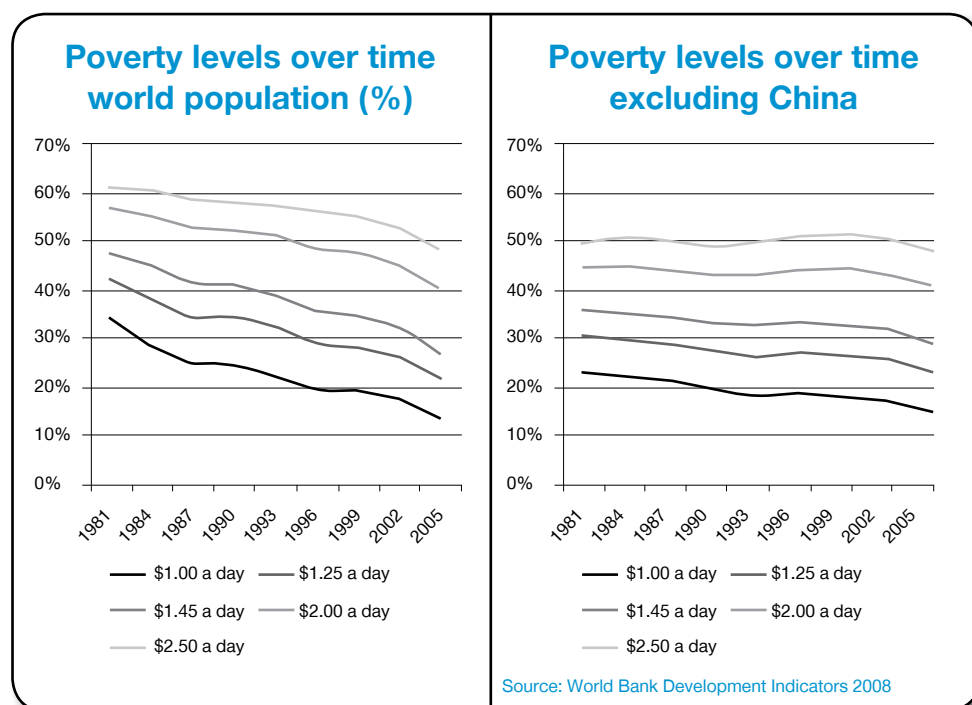 Poverty levels over time
world population (%)
70%
60%
50%
40%
30%
20%
10%
0%
1981
1984
1987
1990
1993
1996
1999
2002
2005
$1.00 a day
$1.25 a day
$1.45 a day
$2.00 a day
$2.50 a day
Poverty levels over time
excluding China
70%
60%
50%
40%
30%
20%
10%
0%
1981
1984
1987
1990
1993
1996
1999
2002
2005
$1.00 a day
$1.25 a day
$1.45 a day
$2.00 a day
$2.50 a day
Source: World Bank Development Indicators 2008